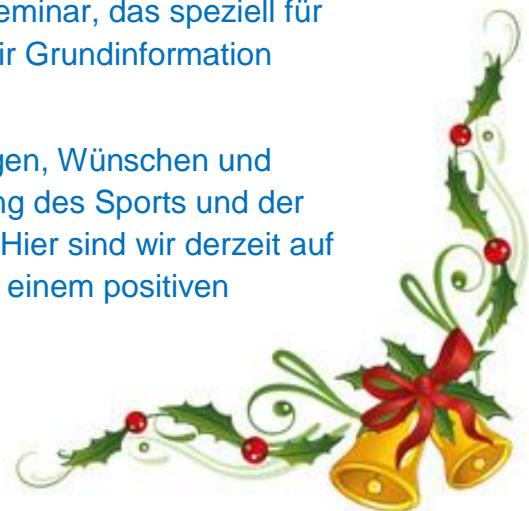 eminar, das speziell für
ir Grundinformation
gen, Wünschen und
ng des Sports und der
Hier sind wir derzeit auf
einem positiven